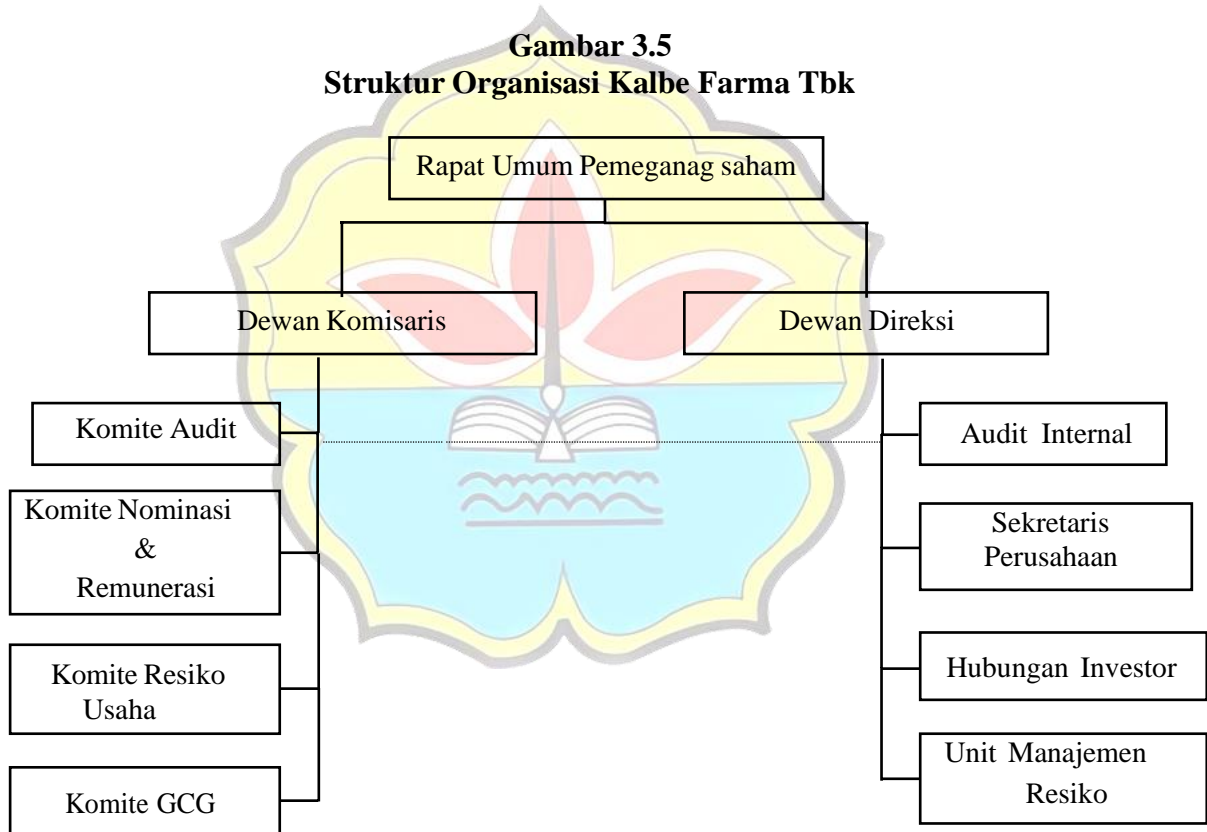 Gambar 3.5
Struktur Organisasi Kalbe Farma Tbk
Rapat Umum Pemeganag saham
Dewan Komisaris
Dewan Direksi
Komite Audit
Komite Nominasi
&
Remunerasi
Komite Resiko
Usaha
Komite GCG
Audit Internal
Sekretaris
Perusahaan
Hubungan Investor
Unit Manajemen
Resiko